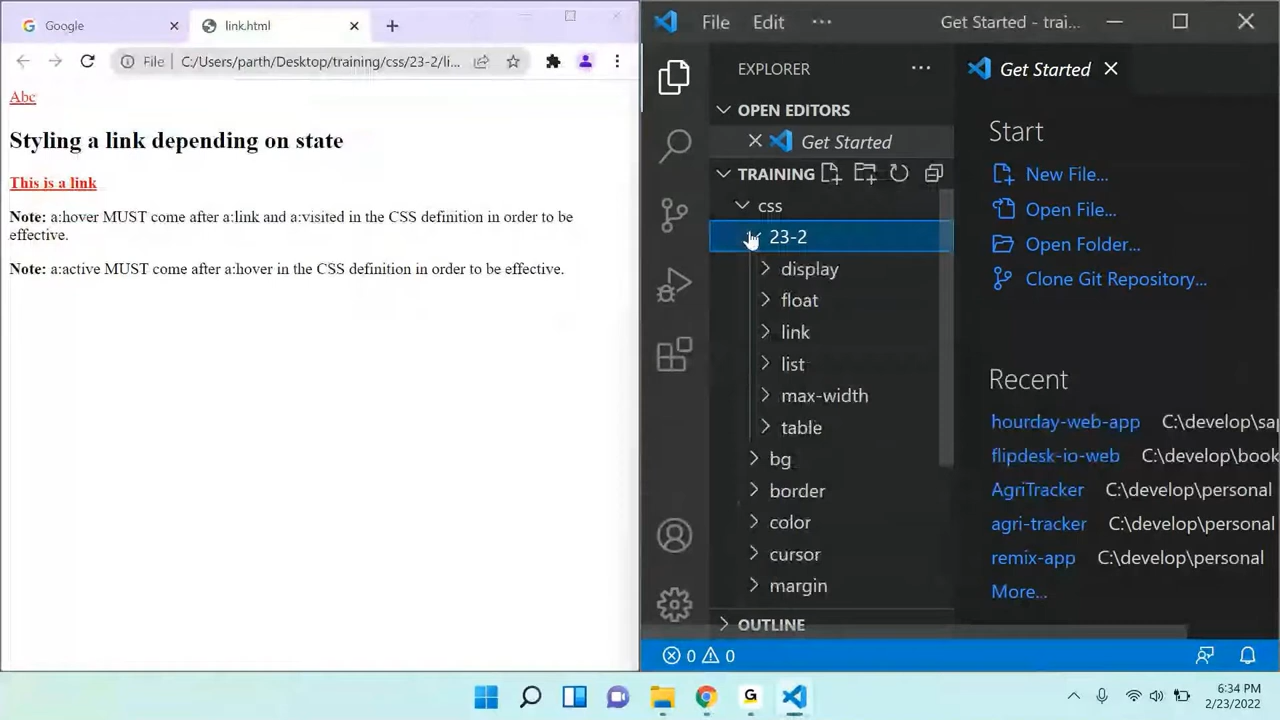 Google
link.html
File
C:/Users/parth/Desktop/training/css/23-2/li...
Abc
Styling a link depending on state
This is a link
Note: a:hover MUST come after a:link and a:visited in the CSS definition in order to be
effective.
Note: a:active MUST come after a:hover in the CSS definition in order to be effective.
File Edit ··· Get Started - trai...
EXPLORER ···
OPEN EDITORS
Get Started
TRAINING
css
23-2
display
float
link
list
max-width
table
bg
border
color
cursor
margin
OUTLINE
Get Started
Start
New File...
Open File...
Open Folder...
Clone Git Repository...
Recent
hourday-web-app C:\develop\sap
flipdesk-io-web C:\develop\book
AgriTracker C:\develop\personal
agri-tracker C:\develop\personal
remix-app C:\develop\personal
More...
0 0
6:34 PM
2/23/2022